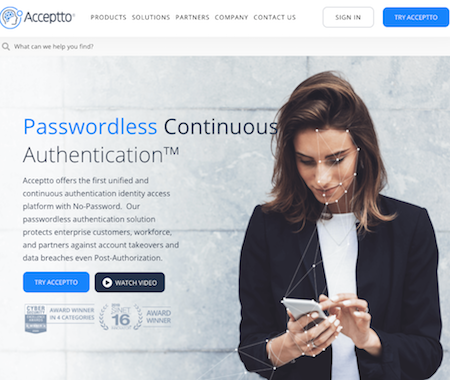 Acceptto
PRODUCTS SOLUTIONS PARTNERS COMPANY CONTACT US
SIGN IN
TRY ACCEPTTO
What can we help you find?
Passwordless Continuous
Authentication™
Acceptto offers the first unified and
continuous authentication identity access
platform with No-Password. Our
passwordless authentication solution
protects enterprise customers, workforce,
and partners against account takeovers and
data breaches even Post-Authorization.
TRY ACCEPTTO
WATCH VIDEO
CYBER
AWARD WINNER
IN 4 CATEGORIES
16
AWARD
WINNER